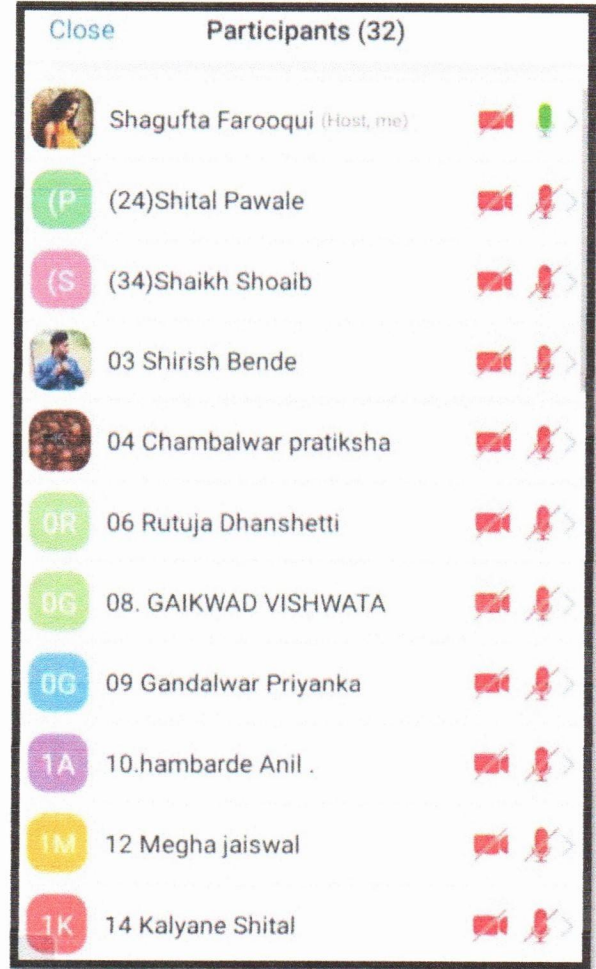 Close Participants (32)
Shagufta Farooqui (Host, me)
(P (24)Shital Pawale
(S (34)Shaikh Shoaib
03 Shirish Bende
04 Chambalwar pratiksha
0R 06 Rutuja Dhanshetti
0G 08. GAIKWAD VISHWATA
0G 09 Gandalwar Priyanka
1A 10.hambarde Anil .
1M 12 Megha jaiswal
1K 14 Kalyane Shital